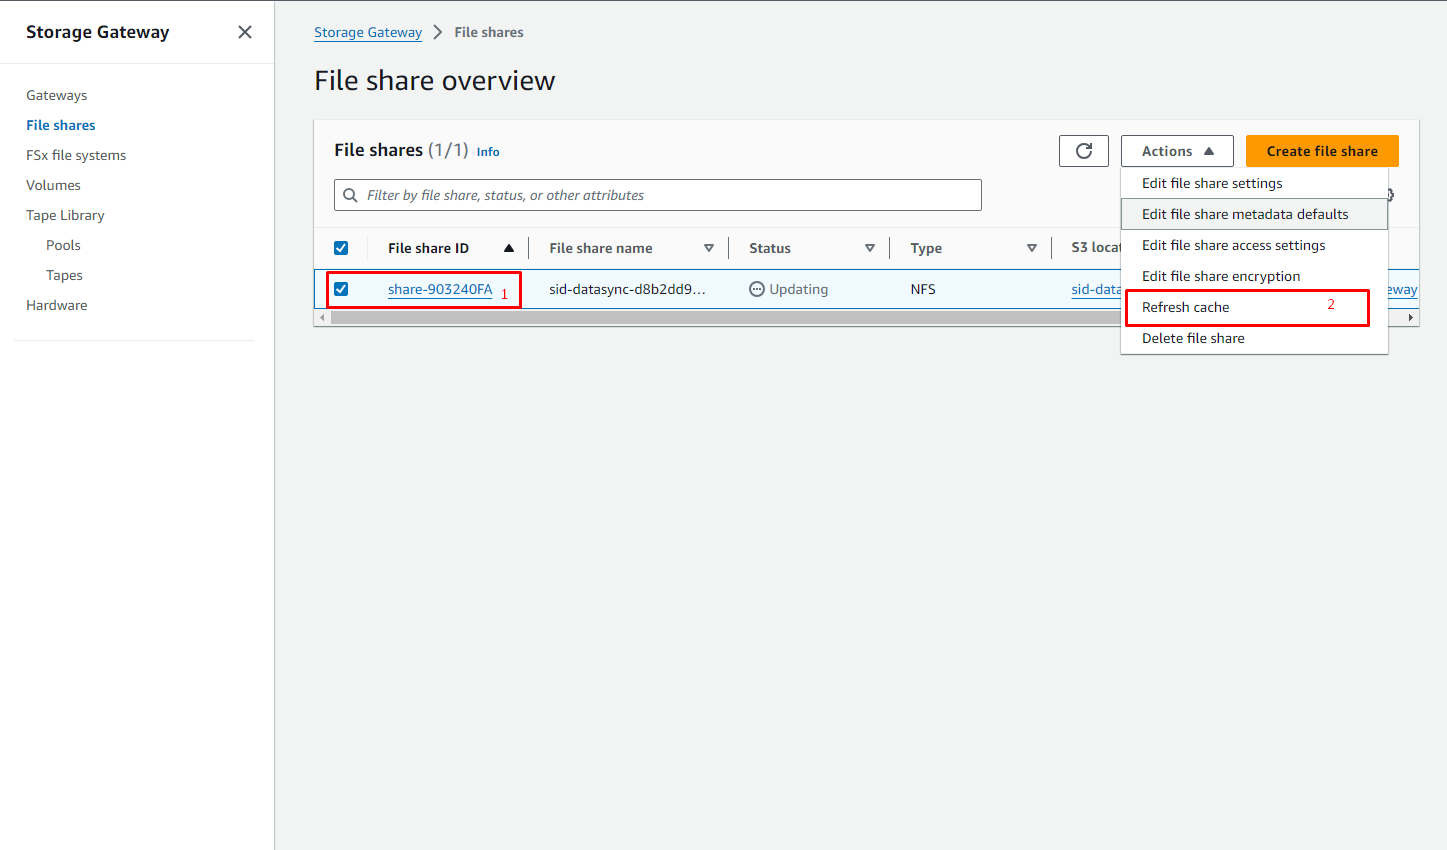 Storage Gateway
Gateways
File shares
FSx file systems
Volumes
Tape Library
Pools
Tapes
Hardware
Storage Gateway > File shares
File share overview
File shares (1/1) Info
Actions
Create file share
Filter by file share, status, or other attributes
Edit file share settings
Edit file share metadata defaults
Edit file share access settings
Edit file share encryption
Refresh cache 2
Delete file share
File share ID File share name Status Type S3 locat
share-903240FA 1 sid-datasync-d8b2dd9... Updating NFS sid-data eway